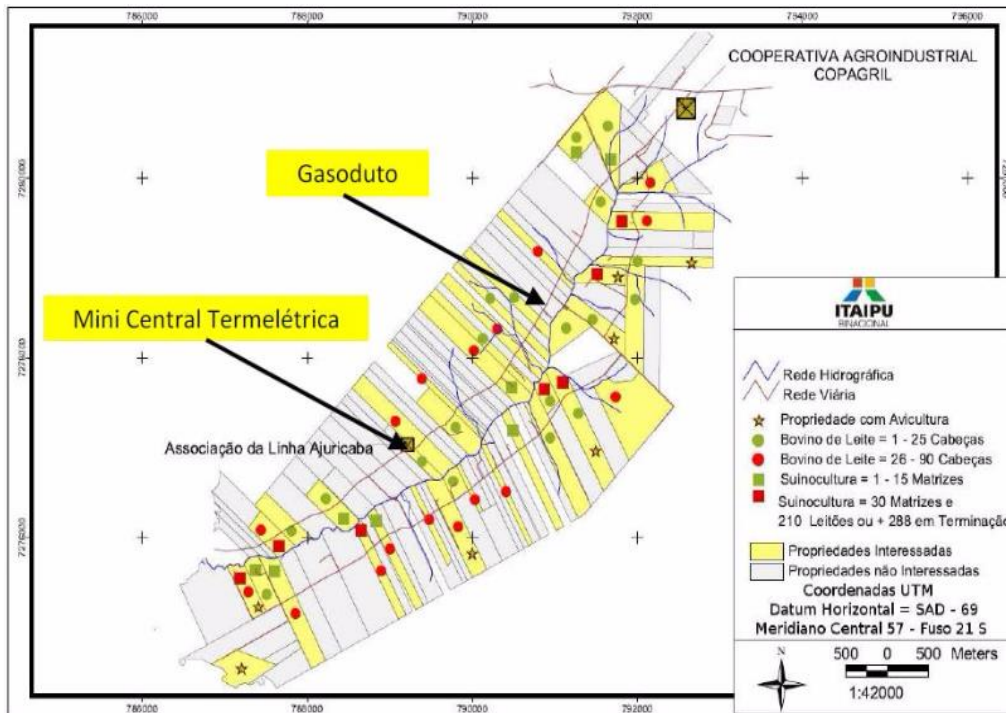 786000 788000 790000 792000 794000 796000
COOPERATIVA AGROINDUSTRIAL
COPAGRIL
Gasoduto
7280000
Mini Central Termelétrica
7278000
Associação da Linha Ajuricaba
7276000
ITAIPU
BINACIONAL
Rede Hidrográfica
Rede Viária
Propriedade com Avicultura
Bovino de Leite = 1 - 25 Cabeças
Bovino de Leite = 26 - 90 Cabeças
Suinocultura = 1 - 15 Matrizes
Suinocultura = 30 Matrizes e
210 Leitões ou + 288 em Terminação
Propriedades Interessadas
Propriedades não Interessadas
Coordenadas UTM
Datum Horizontal = SAD - 69
Meridiano Central 57 - Fuso 21 S
N
500 0 500 Meters
1:42000
786000 788000 790000 792000